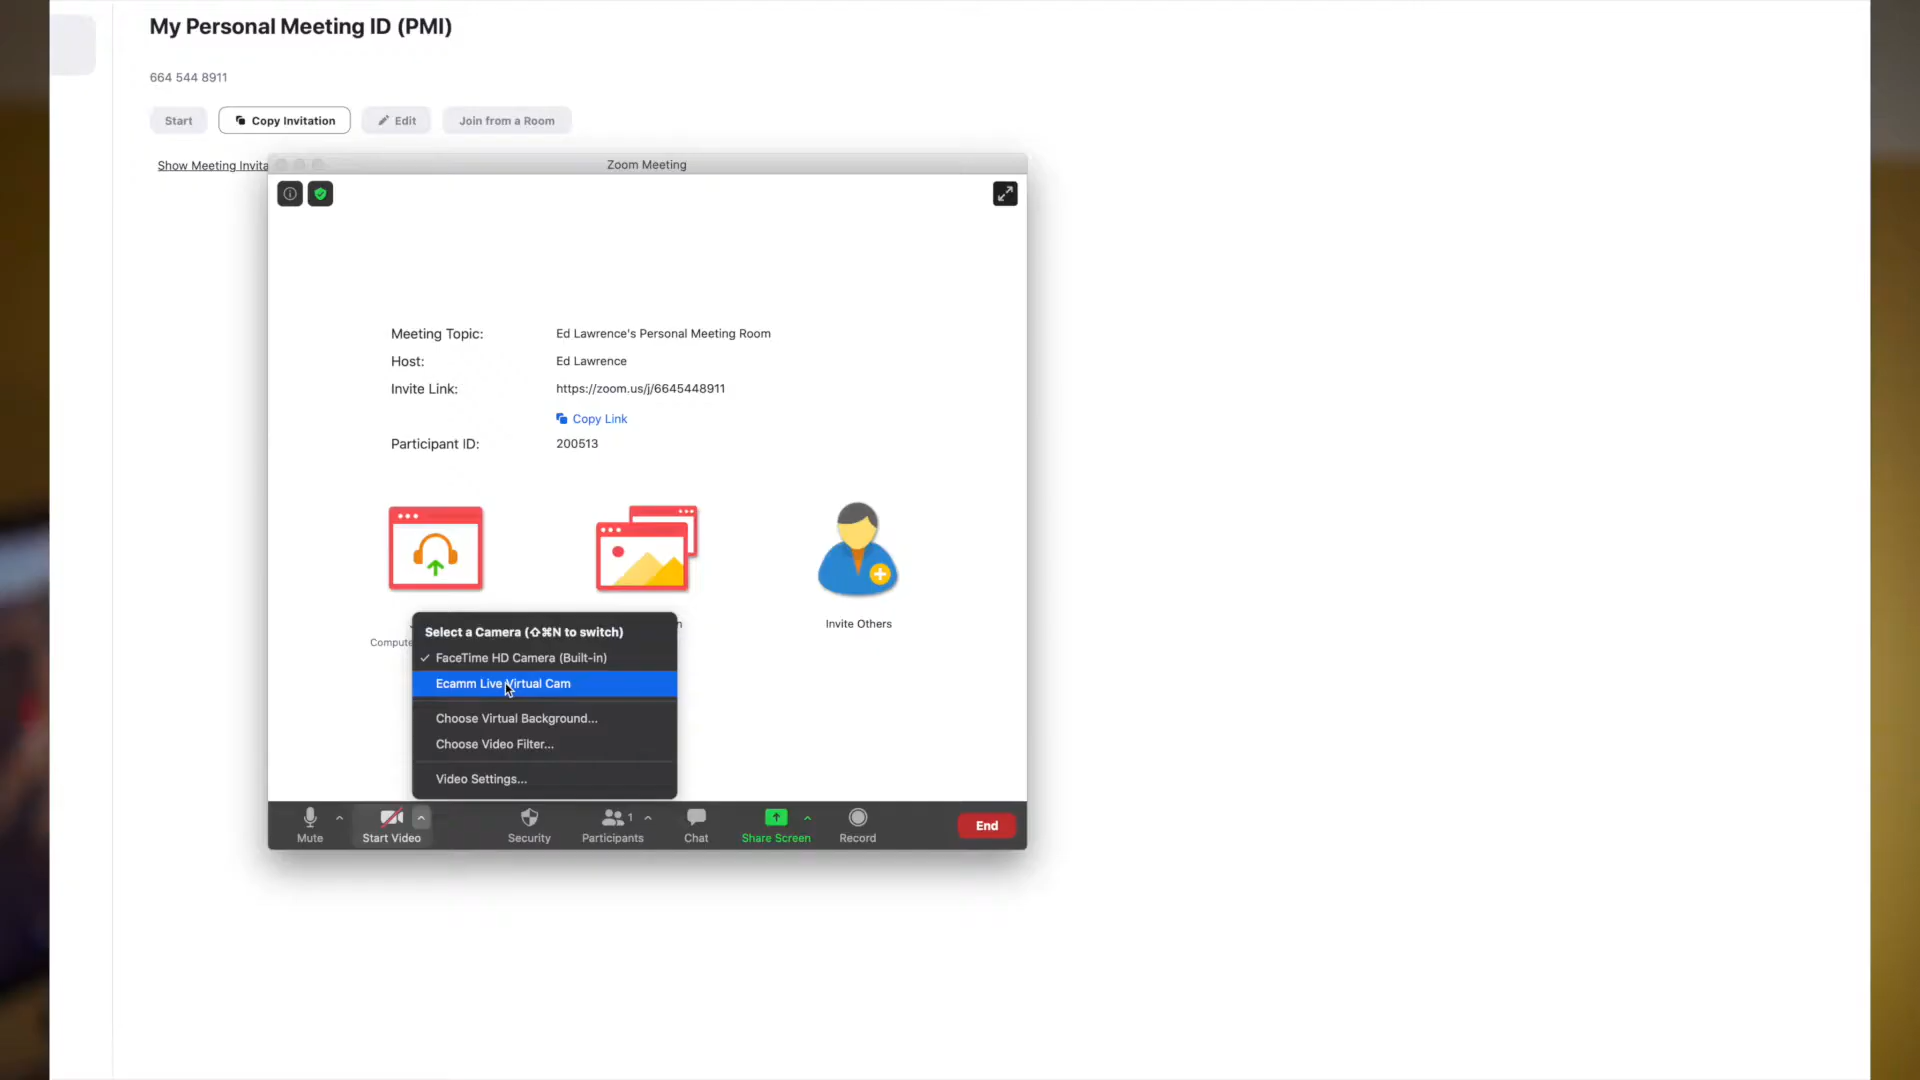 My Personal Meeting ID (PMI)
664 544 8911
Start
Copy Invitation
Edit
Join from a Room
Show Meeting Invita
Zoom Meeting
Meeting Topic: Ed Lawrence's Personal Meeting Room
Host: Ed Lawrence
Invite Link: https://zoom.us/j/6645448911
Copy Link
Participant ID: 200513
Invite Others
Compute
Select a Camera (⇧⌘N to switch)
✓ FaceTime HD Camera (Built-in)
Ecamm Live Virtual Cam
Choose Virtual Background...
Choose Video Filter...
Video Settings...
Mute
Start Video
Security
1
Participants
Chat
Share Screen
Record
End